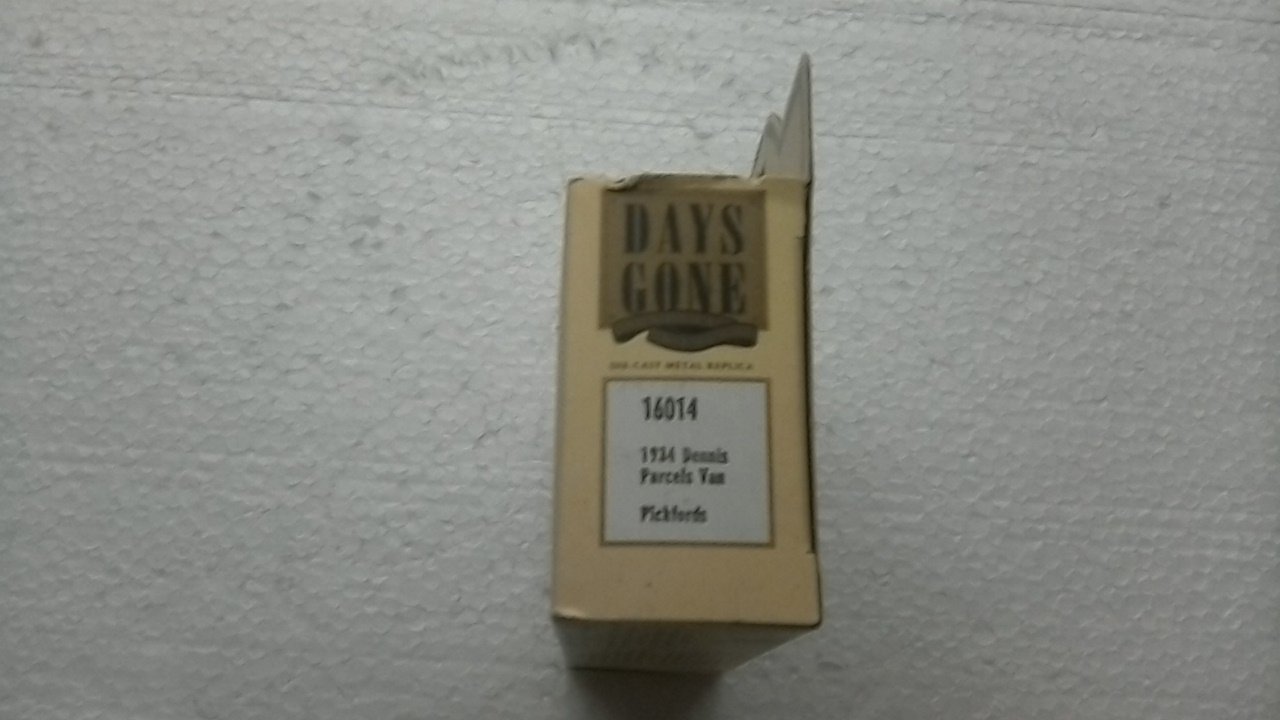 DAYS
GONE
DIE-CAST METAL REPLICA
16014
1934 Dennis
Parcels Van
Pickfords